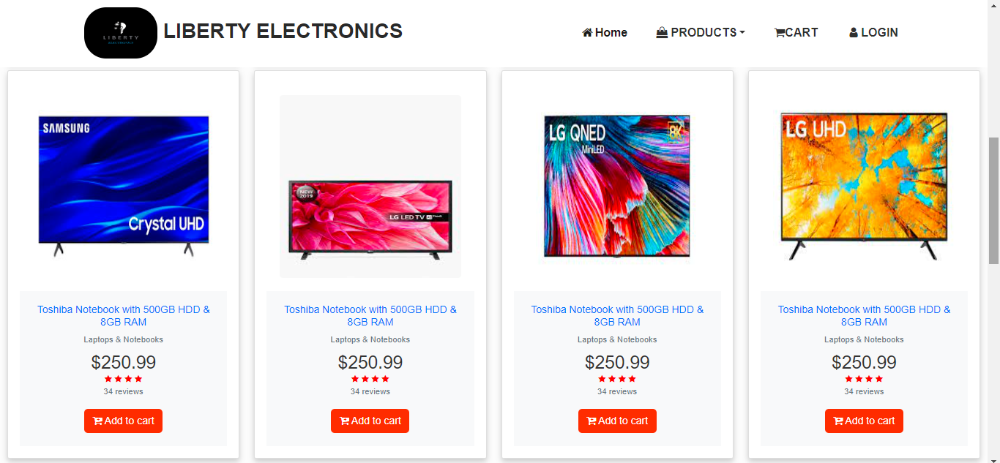 LIBERTY
ELECTRONICS
LIBERTY ELECTRONICS
Home
PRODUCTS
CART
LOGIN
SAMSUNG
Crystal UHD
NEW
2019
LG LED TV AI ThinQ
LG QNED
MiniLED
8K
LG UHD
Toshiba Notebook with 500GB HDD &
8GB RAM
Laptops & Notebooks
$250.99
34 reviews
Add to cart
Toshiba Notebook with 500GB HDD &
8GB RAM
Laptops & Notebooks
$250.99
34 reviews
Add to cart
Toshiba Notebook with 500GB HDD &
8GB RAM
Laptops & Notebooks
$250.99
34 reviews
Add to cart
Toshiba Notebook with 500GB HDD &
8GB RAM
Laptops & Notebooks
$250.99
34 reviews
Add to cart